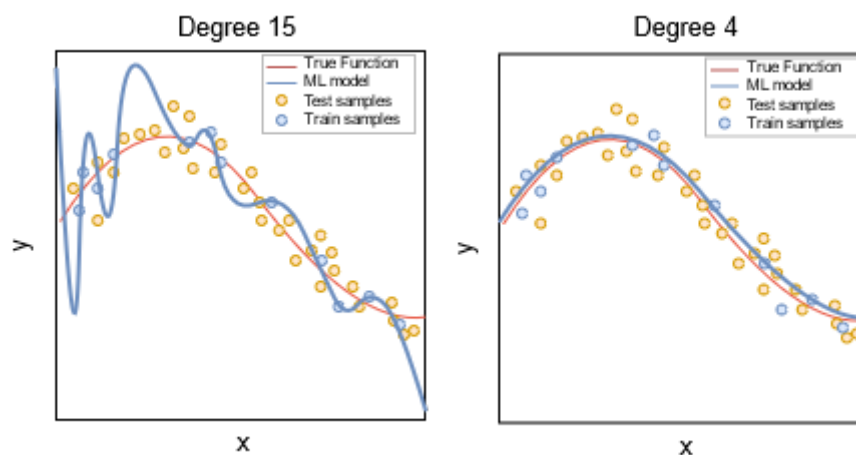 Degree 15
True Function
ML model
Test samples
Train samples
y
x
Degree 4
True Function
ML model
Test samples
Train samples
y
x